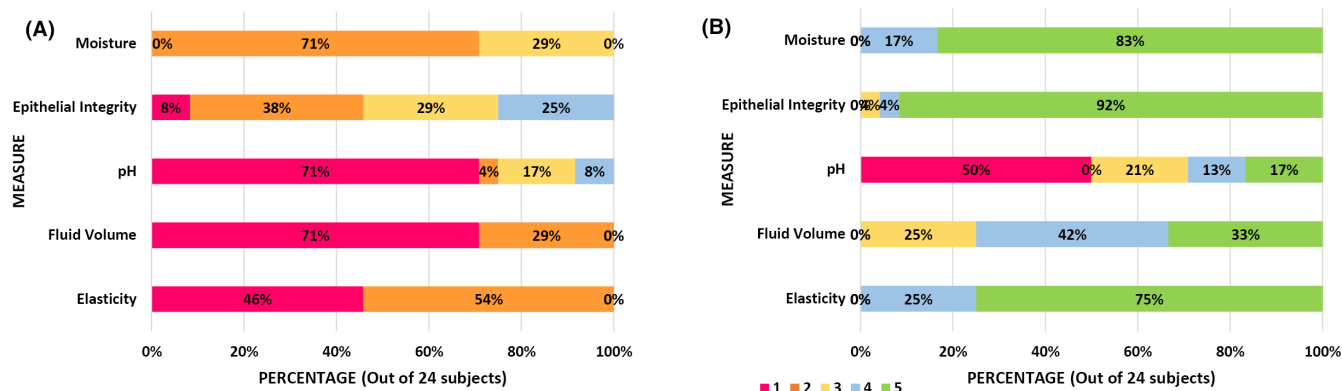 (A)
MEASURE
Moisture 0% 71% 29% 0%
Epithelial Integrity 8% 38% 29% 25%
pH 71% 4% 17% 8%
Fluid Volume 71% 29% 0%
Elasticity 46% 54% 0%
0% 20% 40% 60% 80% 100%
PERCENTAGE (Out of 24 subjects)
(B)
MEASURE
Moisture 0% 17% 83%
Epithelial Integrity 0% 4% 4% 92%
pH 50% 0% 21% 13% 17%
Fluid Volume 0% 25% 42% 33%
Elasticity 0% 25% 75%
0% 20% 40% 60% 80% 100%
PERCENTAGE (Out of 24 subjects)
1 2 3 4 5